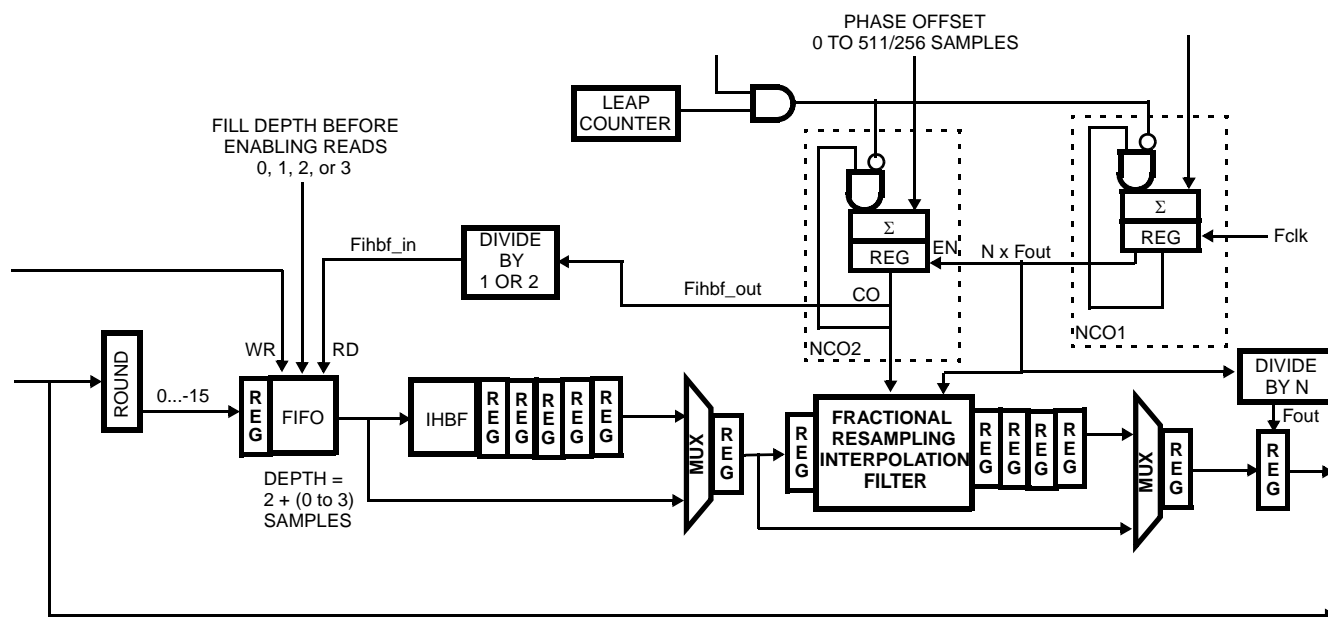 PHASE OFFSET
0 TO 511/256 SAMPLES
LEAP
COUNTER
FILL DEPTH BEFORE
ENABLING READS
0, 1, 2, or 3
Σ
REG
Fclk
Σ
REG
EN
N x Fout
Fihbf_in
DIVIDE
BY
1 OR 2
Fihbf_out
CO
NCO2
NCO1
WR
RD
ROUND
0...-15
REG
FIFO
DEPTH =
2 + (0 to 3)
SAMPLES
IHBF
REG
REG
REG
REG
REG
MUX
REG
REG
FRACTIONAL
RESAMPLING
INTERPOLATION
FILTER
REG
REG
REG
REG
MUX
REG
DIVIDE
BY N
Fout
REG